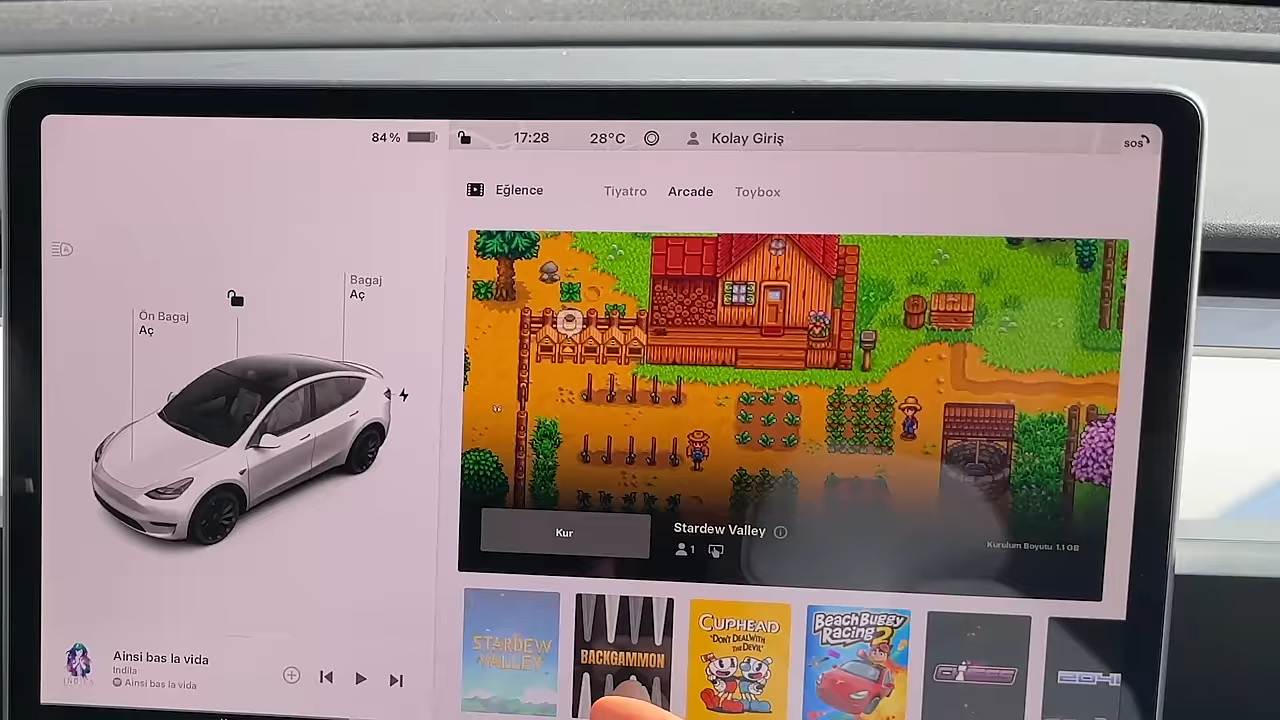 84%
17:28
28°C
Kolay Giriş
SOS
Eğlence
Tiyatro
Arcade
Toybox
Bagaj
Aç
Ön Bagaj
Aç
Kur
Stardew Valley
1
Kurulum Boyutu 1.1 GB
STARDEW
VALLEY
BACKGAMMON
CUPHEAD
"DON'T DEAL WITH
THE DEVIL"
Beach Buggy
Racing 2
204
Ainsi bas la vida
Indila
Ainsi bas la vida
INDILA